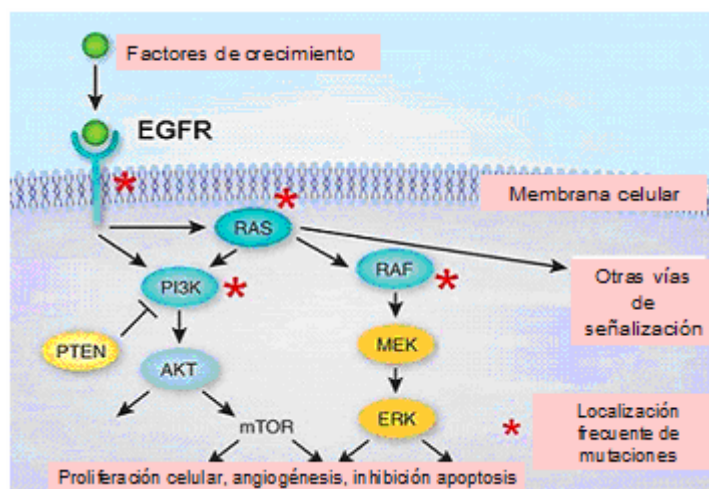 Factores de crecimiento
EGFR
Membrana celular
RAS
RAF
PI3K
Otras vías
de
señalización
PTEN
MEK
AKT
ERK
mTOR
* Localización
frecuente de
mutaciones
Proliferación celular, angiogénesis, inhibición apoptosis